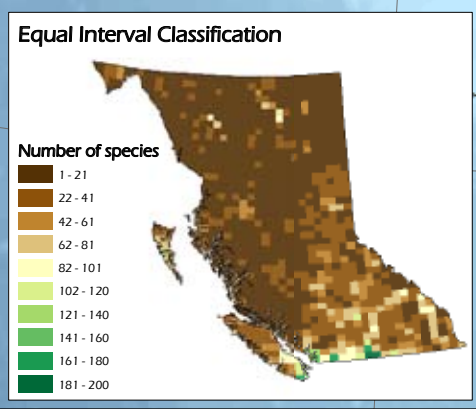 Equal Interval Classification
Number of species
1 - 21
22 - 41
42 - 61
62 - 81
82 - 101
102 - 120
121 - 140
141 - 160
161 - 180
181 - 200